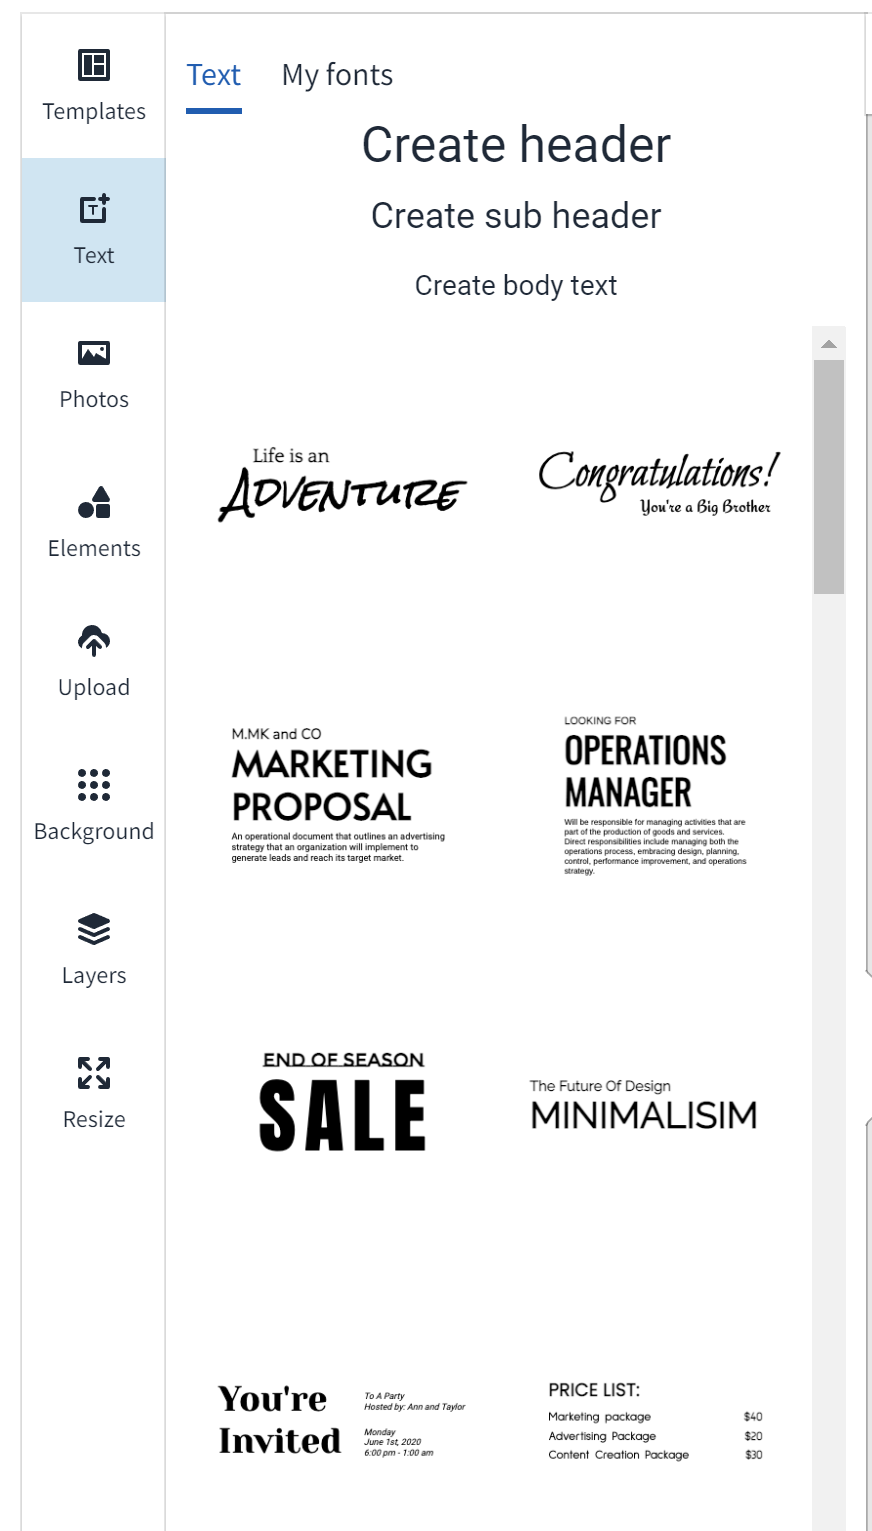 Templates
Text
Photos
Elements
Upload
Background
Layers
Resize
Text My fonts
Create header
Create sub header
Create body text
Life is an
ADVENTURE
Congratulations!
You're a Big Brother
M.MK and CO
MARKETING
PROPOSAL
An operational document that outlines an advertising
strategy that an organization will implement to
generate leads and reach its target market.
LOOKING FOR
OPERATIONS
MANAGER
Will be responsible for managing activities that are
part of the production of goods and services.
Direct responsibilities include managing both the
operations process, embracing design, planning,
control, performance improvement, and operations
strategy.
END OF SEASON
SALE
The Future Of Design
MINIMALISIM
You're
Invited
To A Party
Hosted by: Ann and Taylor
Monday
June 1st, 2020
6:00 pm - 1:00 am
PRICE LIST:
Marketing package $40
Advertising Package $20
Content Creation Package $30